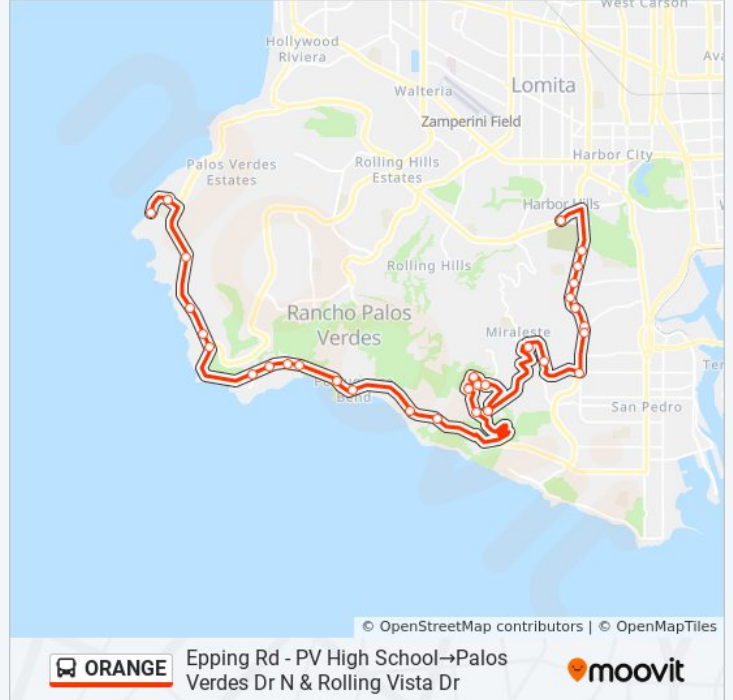 West Carson
Hollywood
Riviera
Walteria
Lomita
Zamperini Field
Harbor City
Palos Verdes
Estates
Rolling Hills
Estates
Harbor Hills
Rolling Hills
Rancho Palos
Verdes
Miraleste
Bend
San Pedro
© OpenStreetMap contributors | © OpenMapTiles
ORANGE
Epping Rd - PV High School→Palos
Verdes Dr N & Rolling Vista Dr
moovit